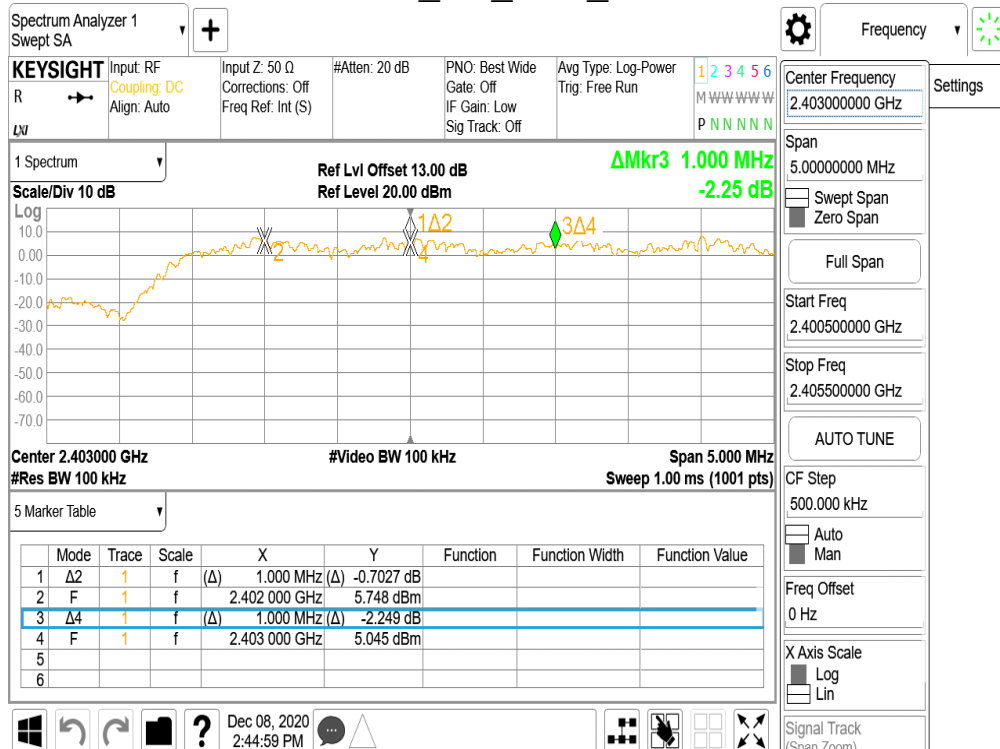 Spectrum Analyzer 1
Swept SA
+
Frequency
KEYSIGHT
R
LXI
Input: RF
Coupling: DC
Align: Auto
Input Z: 50 Ω
Corrections: Off
Freq Ref: Int (S)
#Atten: 20 dB
PNO: Best Wide
Gate: Off
IF Gain: Low
Sig Track: Off
Avg Type: Log-Power
Trig: Free Run
1 2 3 4 5 6
M W W W W W
P N N N N N
1 Spectrum
Scale/Div 10 dB
Ref Lvl Offset 13.00 dB
Ref Level 20.00 dBm
ΔMkr3 1.000 MHz
-2.25 dB
Log
10.0
0.00
-10.0
-20.0
-30.0
-40.0
-50.0
-60.0
-70.0
2
1Δ2
4
3Δ4
Center 2.403000 GHz
#Video BW 100 kHz
Span 5.000 MHz
#Res BW 100 kHz
Sweep 1.00 ms (1001 pts)
5 Marker Table
Mode Trace Scale X Y Function Function Width Function Value
1 Δ2 1 f (Δ) 1.000 MHz (Δ) -0.7027 dB
2 F 1 f 2.402 000 GHz 5.748 dBm
3 Δ4 1 f (Δ) 1.000 MHz (Δ) -2.249 dB
4 F 1 f 2.403 000 GHz 5.045 dBm
5
6
?
Dec 08, 2020
2:44:59 PM
Center Frequency
2.403000000 GHz
Settings
Span
5.00000000 MHz
Swept Span
Zero Span
Full Span
Start Freq
2.400500000 GHz
Stop Freq
2.405500000 GHz
AUTO TUNE
CF Step
500.000 kHz
Auto
Man
Freq Offset
0 Hz
X Axis Scale
Log
Lin
Signal Track
(Span Zoom)